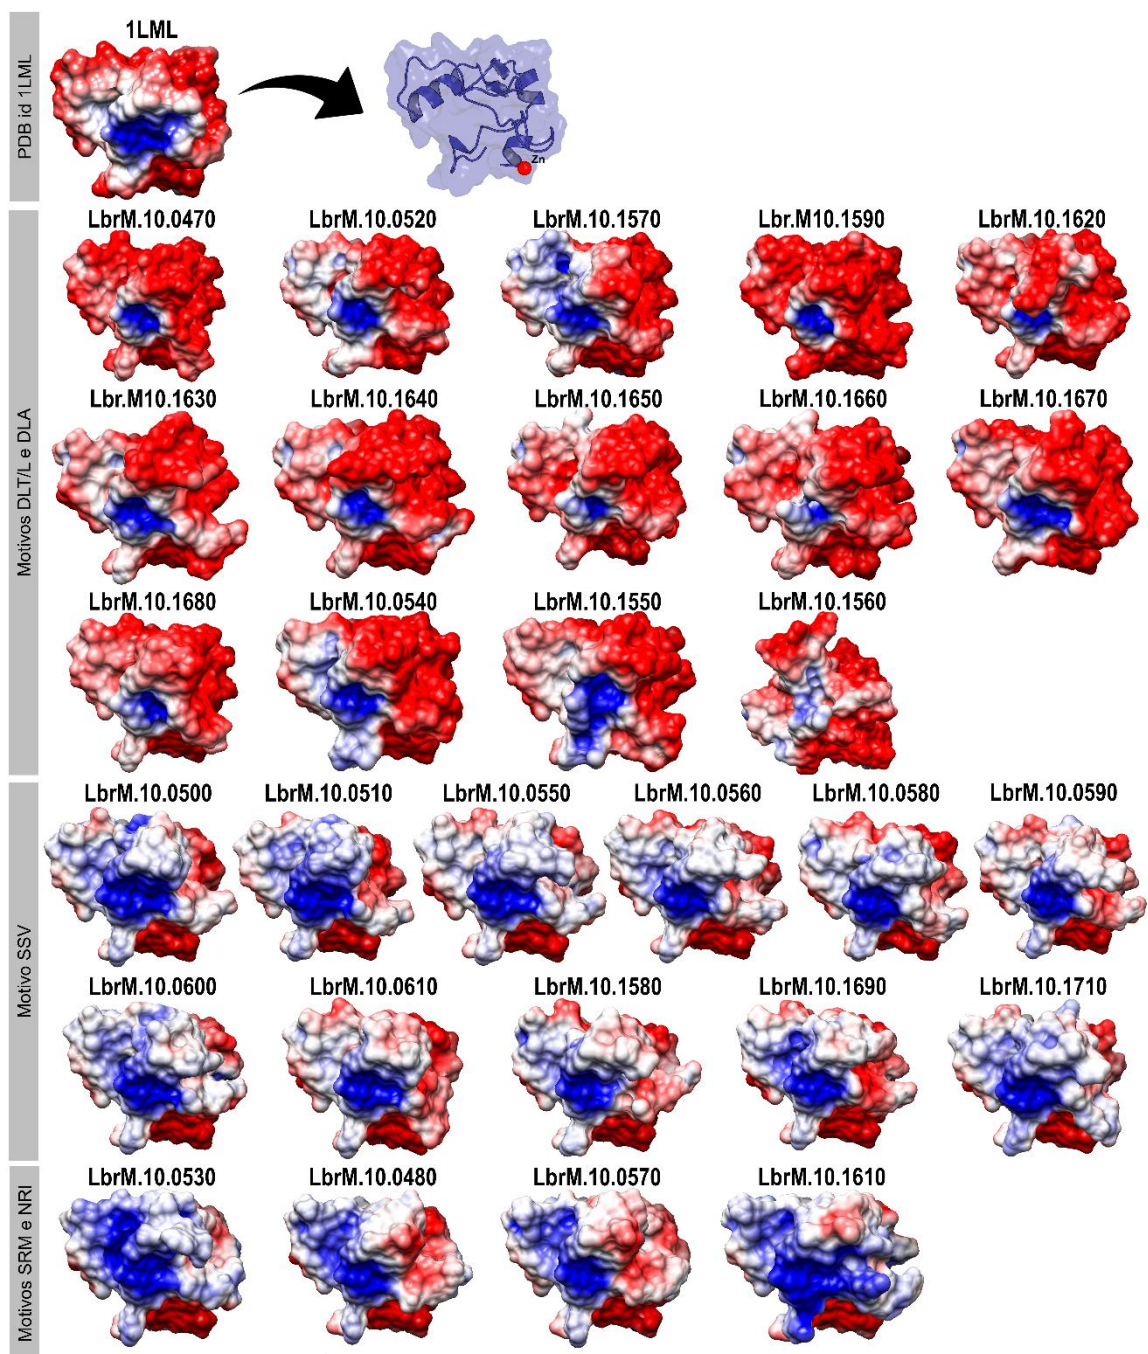 PDB id 1LML
1LML
Zn
Motivos DLT/L e DLA
LbrM.10.0470 LbrM.10.0520 LbrM.10.1570 Lbr.M10.1590 LbrM.10.1620
Lbr.M10.1630 LbrM.10.1640 LbrM.10.1650 LbrM.10.1660 LbrM.10.1670
LbrM.10.1680 LbrM.10.0540 LbrM.10.1550 LbrM.10.1560
Motivo SSV
LbrM.10.0500 LbrM.10.0510 LbrM.10.0550 LbrM.10.0560 LbrM.10.0580 LbrM.10.0590
LbrM.10.0600 LbrM.10.0610 LbrM.10.1580 LbrM.10.1690 LbrM.10.1710
Motivos SRM e NRI
LbrM.10.0530 LbrM.10.0480 LbrM.10.0570 LbrM.10.1610